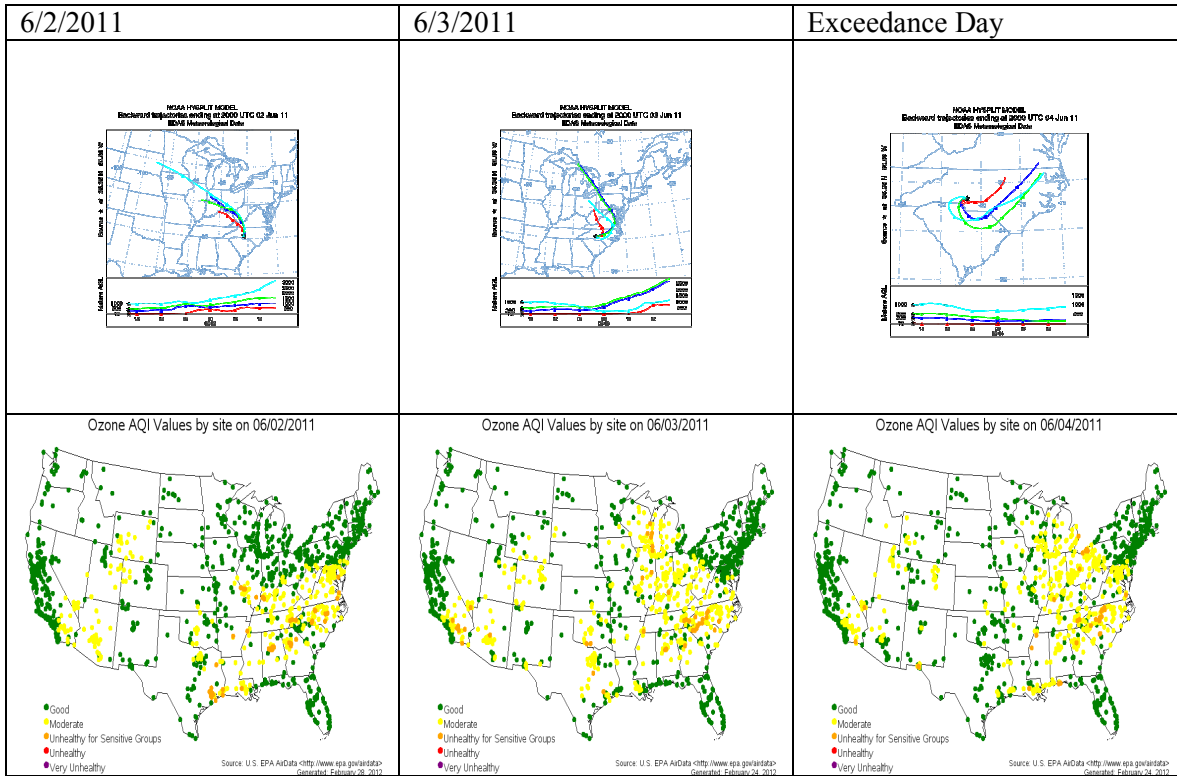 6/2/2011
6/3/2011
Exceedance Day
NOAA HYSPLIT MODEL
Backward trajectories ending at 2000 UTC 02 Jun 11
EDAS Meteorological Data
Meters AGL
NOAA HYSPLIT MODEL
Backward trajectories ending at 2000 UTC 03 Jun 11
EDAS Meteorological Data
Meters AGL
NOAA HYSPLIT MODEL
Backward trajectories ending at 2000 UTC 04 Jun 11
EDAS Meteorological Data
Meters AGL
Ozone AQI Values by site on 06/02/2011
Good
Moderate
Unhealthy for Sensitive Groups
Unhealthy
Very Unhealthy
Source: U.S. EPA AirData <http://www.epa.gov/airdata>
Generated: February 28, 2012
Ozone AQI Values by site on 06/03/2011
Good
Moderate
Unhealthy for Sensitive Groups
Unhealthy
Very Unhealthy
Source: U.S. EPA AirData <http://www.epa.gov/airdata>
Generated: February 24, 2012
Ozone AQI Values by site on 06/04/2011
Good
Moderate
Unhealthy for Sensitive Groups
Unhealthy
Very Unhealthy
Source: U.S. EPA AirData <http://www.epa.gov/airdata>
Generated: February 24, 2012